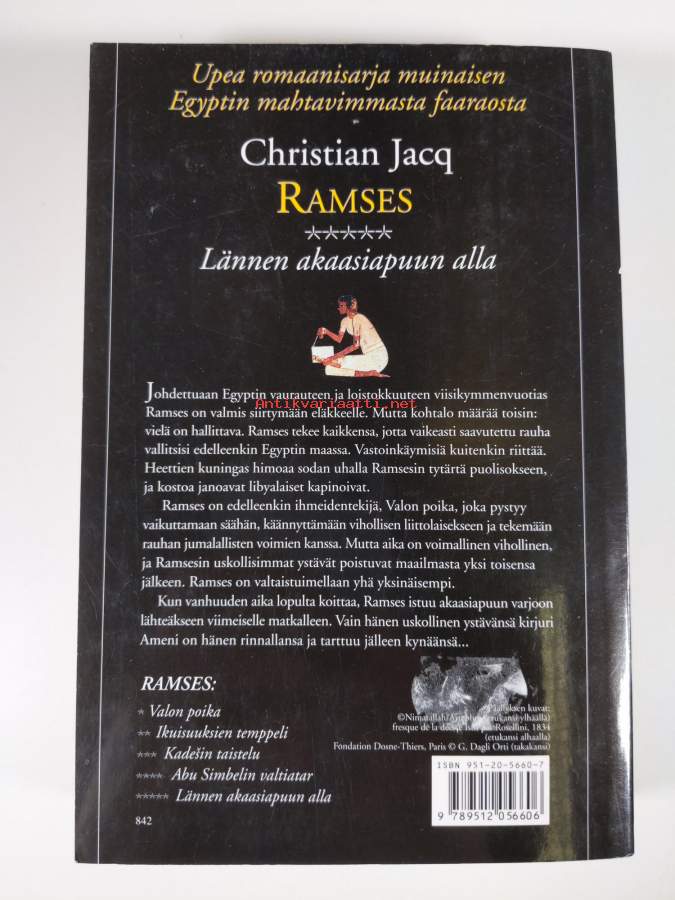 Upea romaanisarja muinaisen
Egyptin mahtavimmasta faaraosta
Christian Jacq
RAMSES
*****
Lännen akaasiapuun alla
Johdettuaan Egyptin vaurauteen ja loistokkuuteen viisikymmenvuotias
Antikvariaatti.net
Ramses on valmis siirtymään eläkkeelle. Mutta kohtalo määrää toisin:
vielä on hallittava. Ramses tekee kaikkensa, jotta vaikeasti saavutettu rauha
vallitsisi edelleenkin Egyptin maassa. Vastoinkäymisiä kuitenkin riittää.
Heettien kuningas himoaa sodan uhalla Ramsesin tytärtä puolisokseen,
ja kostoa janoavat libyalaiset kapinoivat.
Ramses on edelleenkin ihmeidentekijä, Valon poika, joka pystyy
vaikuttamaan säähän, käännyttämään vihollisen liittolaisekseen ja tekemään
rauhan jumalallisten voimien kanssa. Mutta aika on voimallinen vihollinen,
ja Ramsesin uskollisimmat ystävät poistuvat maailmasta yksi toisensa
jälkeen. Ramses on valtaistuimellaan yhä yksinäisempi.
Kun vanhuuden aika lopulta koittaa, Ramses istuu akaasiapuun varjoon
lähteäkseen viimeiselle matkalleen. Vain hänen uskollinen ystävänsä kirjuri
Ameni on hänen rinnallansa ja tarttuu jälleen kynäänsä...
RAMSES:
* Valon poika
** Ikuisuuksien temppeli
*** Kadešin taistelu
**** Abu Simbelin valtiatar
***** Lännen akaasiapuun alla
842
Päällyksen kuvat:
©Nimatallah/ (etukansi ylhäällä)
fresque de la Rosellini, 1834
(etukansi alhaalla)
Fondation Dosne-Thiers, Paris © G. Dagli Orti (takakansi)
ISBN 951-20-5660-7
9 789512 056606